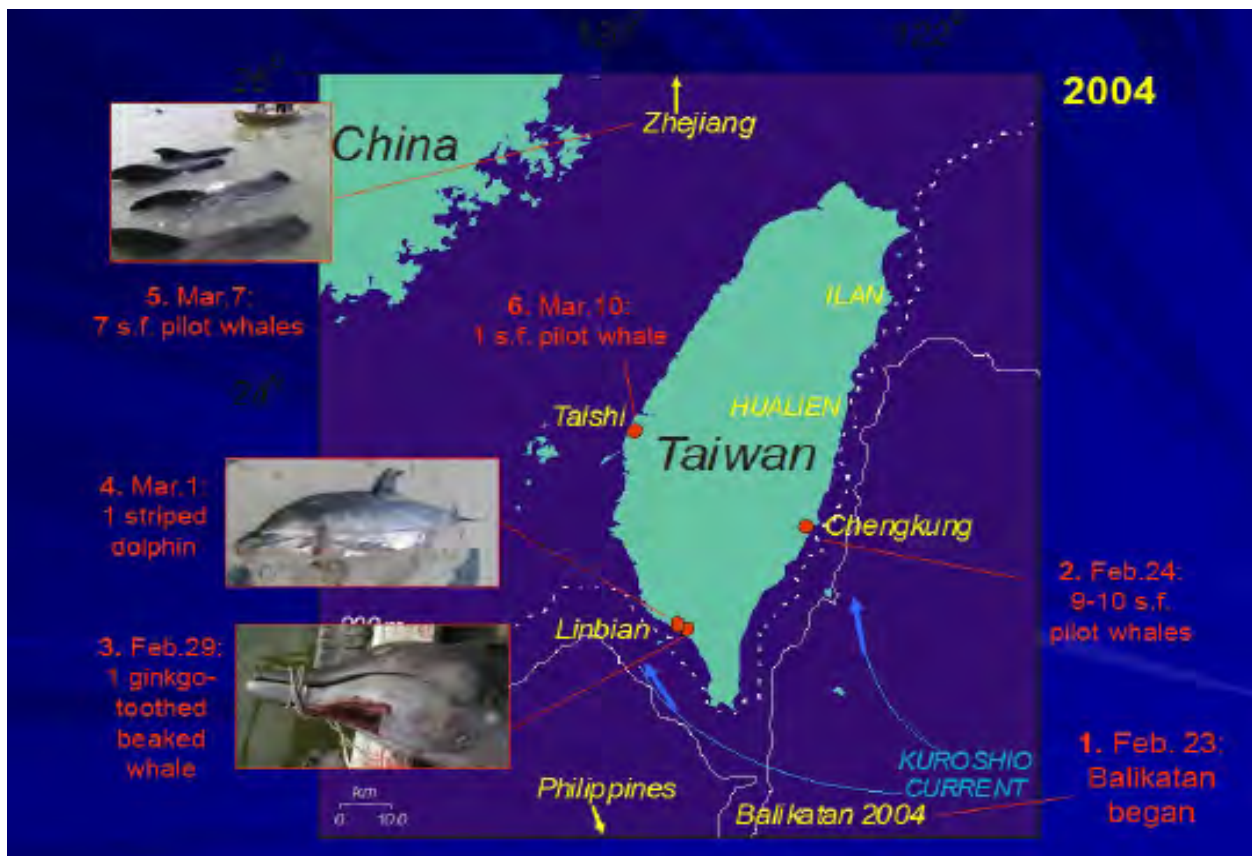 2004
122⁰
24⁰
China
Zhejiang
5. Mar.7:
7 s.f. pilot whales
6. Mar.10:
1 s.f. pilot whale
ILAN
HUALIEN
Taishi
Taiwan
4. Mar.1:
1 striped
dolphin
Chengkung
2. Feb.24:
9-10 s.f.
pilot whales
Linbian
3. Feb.29:
1 ginkgo-
toothed
beaked
whale
KUROSHIO
CURRENT
1. Feb. 23:
Balikatan
began
Philippines
Balikatan 2004
km
0 100